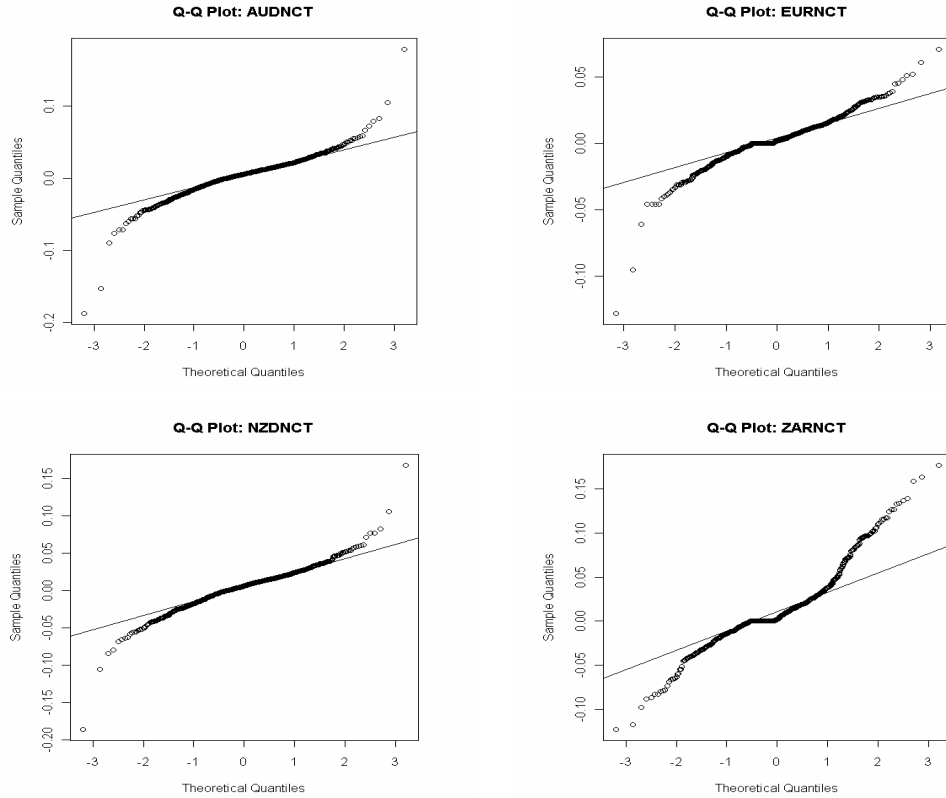 Q-Q Plot: AUDNCT
Sample Quantiles
0.1
0.0
-0.1
-0.2
-3 -2 -1 0 1 2 3
Theoretical Quantiles
Q-Q Plot: EURNCT
Sample Quantiles
0.05
0.00
-0.05
-0.10
-3 -2 -1 0 1 2 3
Theoretical Quantiles
Q-Q Plot: NZDNCT
Sample Quantiles
0.15
0.10
0.05
0.00
-0.05
-0.10
-0.15
-0.20
-3 -2 -1 0 1 2 3
Theoretical Quantiles
Q-Q Plot: ZARNCT
Sample Quantiles
0.15
0.10
0.05
0.00
-0.05
-0.10
-3 -2 -1 0 1 2 3
Theoretical Quantiles